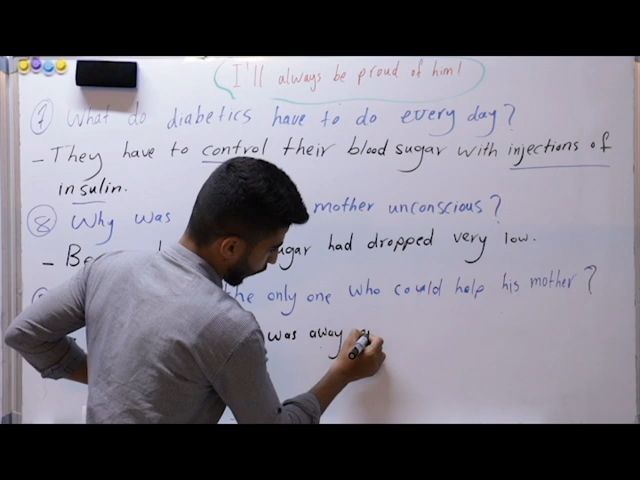 I'll always be proud of him!
7 What do diabetics have to do every day?
- They have to control their blood sugar with injections of
insulin.
8 Why was mother unconscious?
- sugar had dropped very low.
the only one who could help his mother?
was away